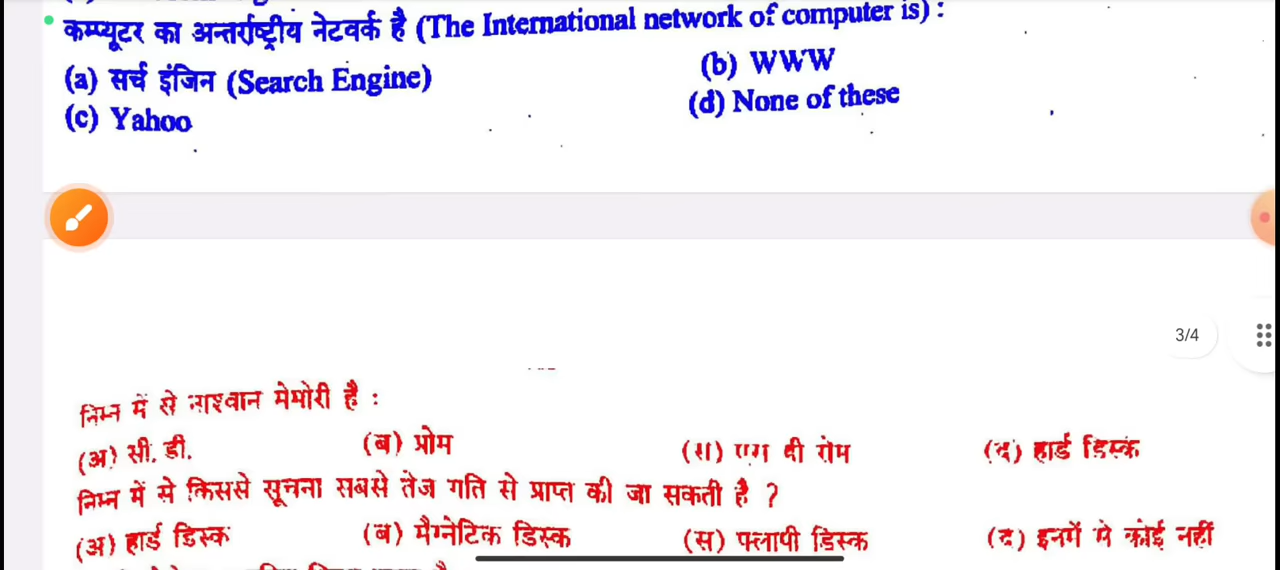 कम्प्यूटर का अन्तर्राष्ट्रीय नेटवर्क है (The International network of computer is) :
(a) सर्च इंजिन (Search Engine) (b) WWW
(c) Yahoo (d) None of these
3/4
निम्न में से नाश्वान मेमोरी है :
(अ) सी. डी. (ब) प्रोम (स) रोम (द) हार्ड डिस्क
निम्न में से किससे सूचना सबसे तेज गति से प्राप्त की जा सकती है ?
(अ) हार्ड डिस्क (ब) मैग्नेटिक डिस्क (स) फ्लापी डिस्क (द) इनमें से कोई नहीं